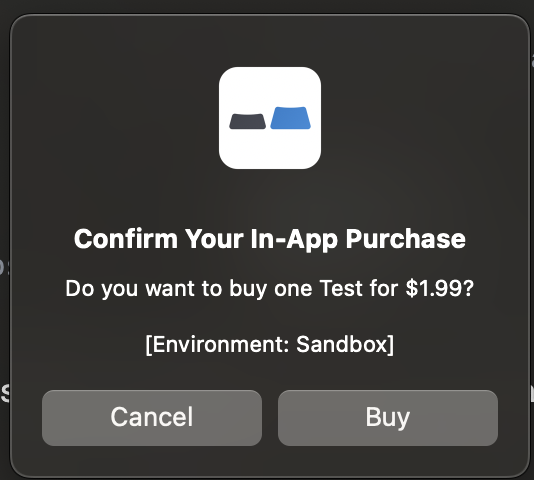 Confirm Your In-App Purchase
Do you want to buy one Test for $1.99?
[Environment: Sandbox]
Cancel
Buy